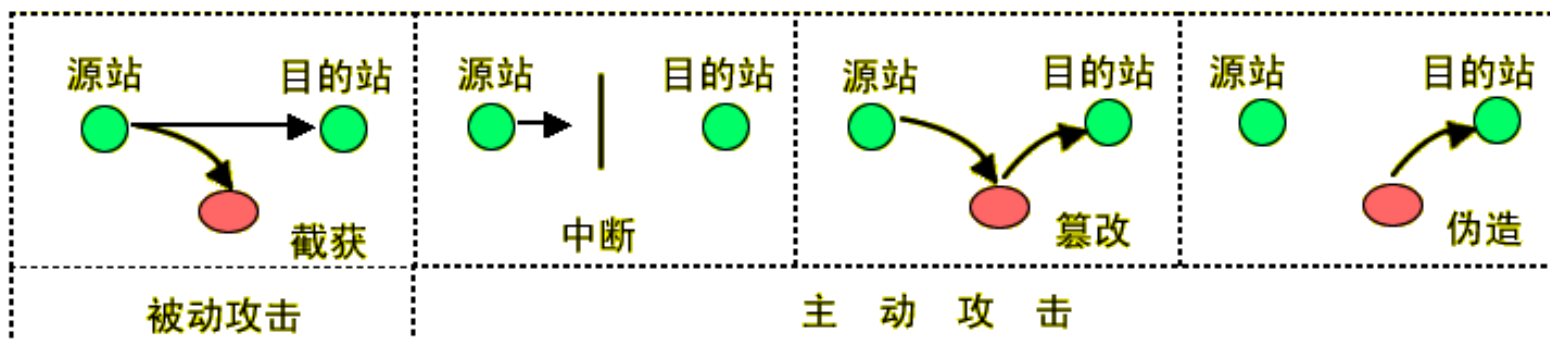 源站 目的站 源站 目的站 源站 目的站 源站 目的站
截获 中断 篡改 伪造
被动攻击 主 动 攻 击